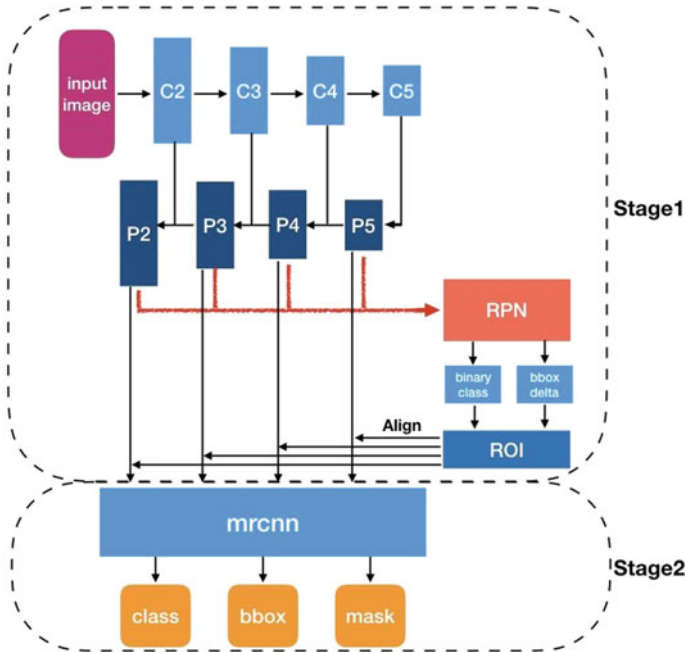 input
image
C2
C3
C4
C5
P2
P3
P4
P5
Stage1
RPN
binary
class
bbox
delta
Align
ROI
mrcnn
Stage2
class
bbox
mask